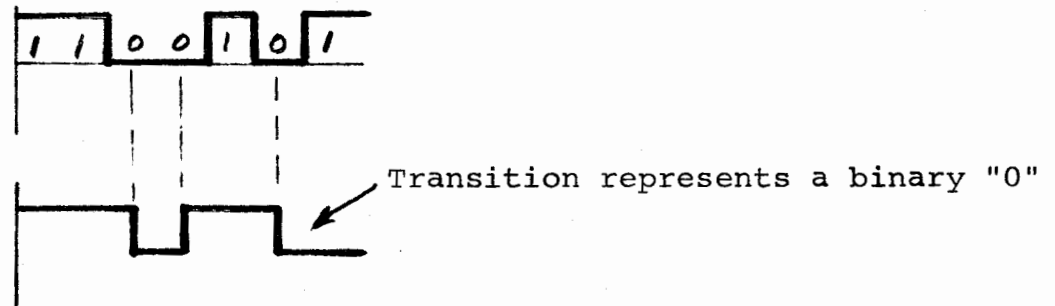 1 1 0 0 1 0 1
Transition represents a binary "0"